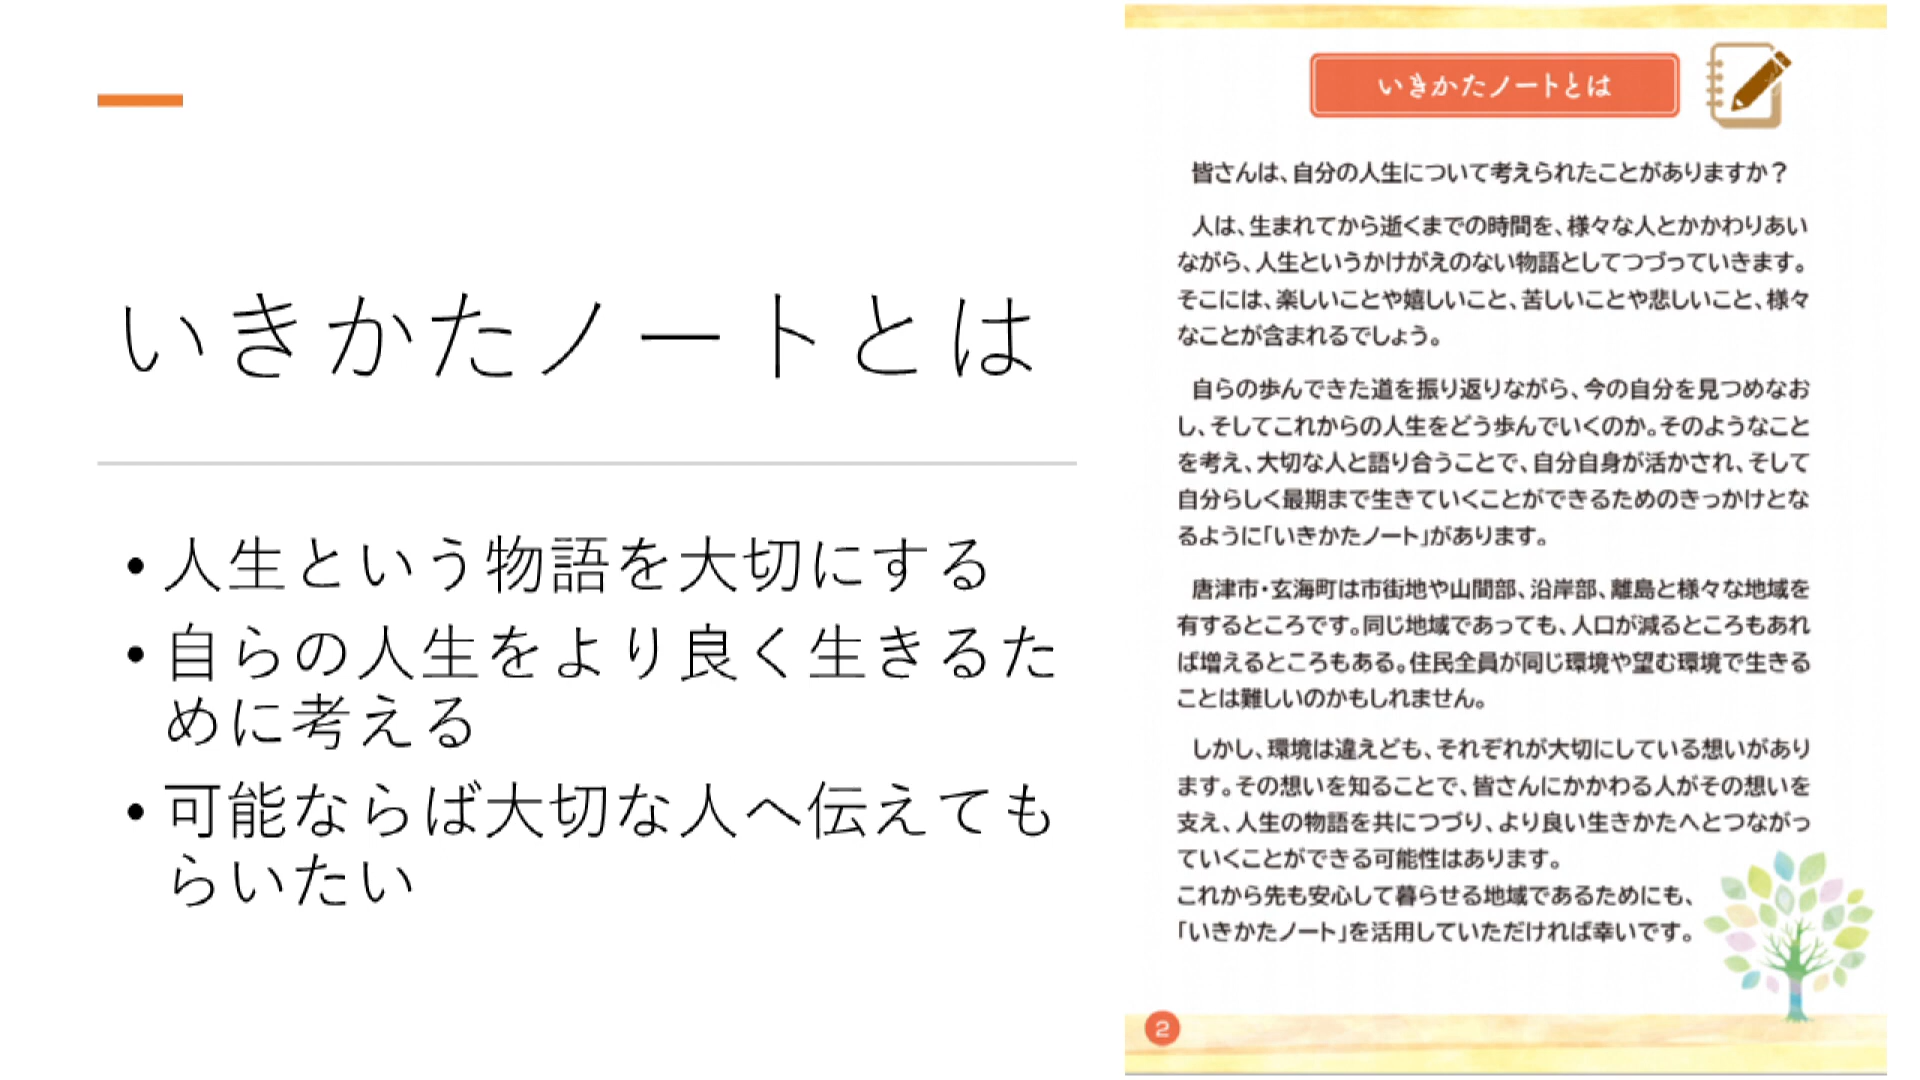 いきかたノートとは
• 人生という物語を大切にする
• 自らの人生をより良く生きるた
めに考える
• 可能ならば大切な人へ伝えても
らいたい
いきかたノートとは
皆さんは、自分の人生について考えられたことがありますか？
人は、生まれてから逝くまでの時間を、様々な人とかかわりあい
ながら、人生というかけがえのない物語としてつづっていきます。
そこには、楽しいことや嬉しいこと、苦しいことや悲しいこと、様々
なことが含まれるでしょう。
自らの歩んできた道を振り返りながら、今の自分を見つめなお
し、そしてこれからの人生をどう歩んでいくのか。そのようなこと
を考え、大切な人と語り合うことで、自分自身が活かされ、そして
自分らしく最期まで生きていくことができるためのきっかけとな
るように「いきかたノート」があります。
唐津市・玄海町は市街地や山間部、沿岸部、離島と様々な地域を
有するところです。同じ地域であっても、人口が減るところもあれ
ば増えるところもある。住民全員が同じ環境や望む環境で生きる
ことは難しいのかもしれません。
しかし、環境は違えども、それぞれが大切にしている想いがあり
ます。その想いを知ることで、皆さんにかかわる人がその想いを
支え、人生の物語を共につづり、より良い生きかたへとつながっ
ていくことができる可能性はあります。
これから先も安心して暮らせる地域であるためにも、
「いきかたノート」を活用していただければ幸いです。
2